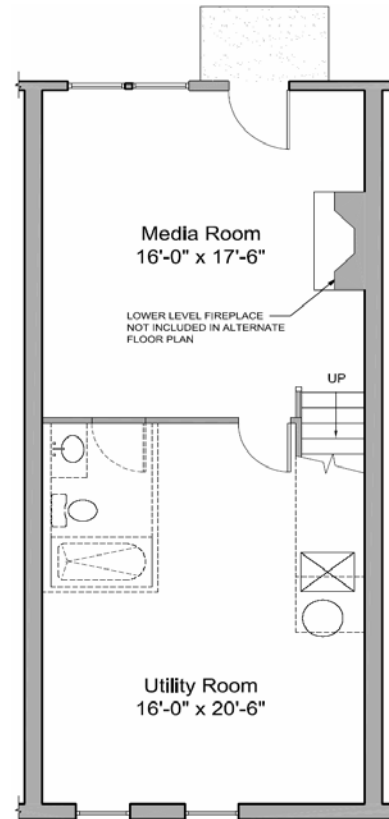 Media Room
16'-0" x 17'-6"
LOWER LEVEL FIREPLACE
NOT INCLUDED IN ALTERNATE
FLOOR PLAN
UP
Utility Room
16'-0" x 20'-6"